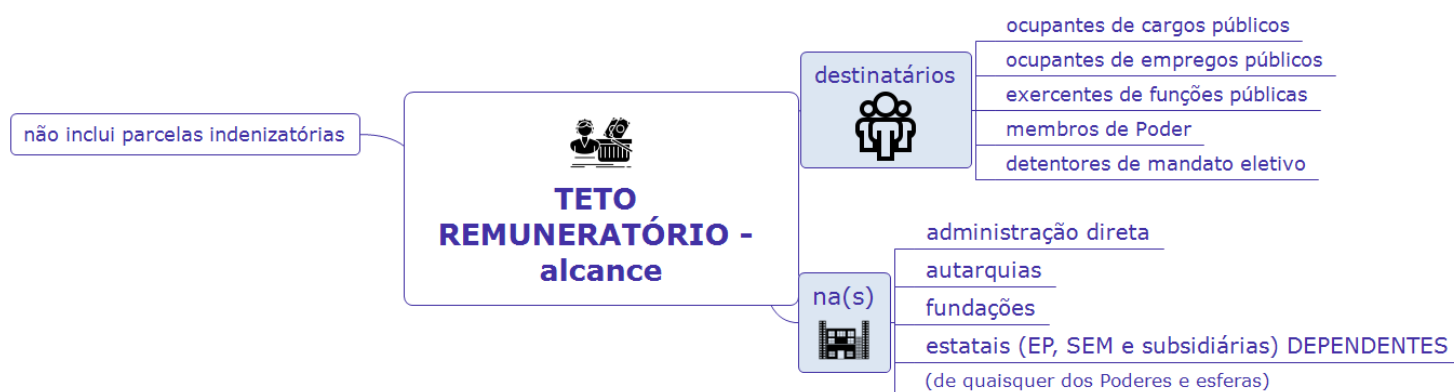 não inclui parcelas indenizatórias
TETO
REMUNERATÓRIO -
alcance
destinatários
ocupantes de cargos públicos
ocupantes de empregos públicos
exercentes de funções públicas
membros de Poder
detentores de mandato eletivo
na(s)
administração direta
autarquias
fundações
estatais (EP, SEM e subsidiárias) DEPENDENTES
(de quaisquer dos Poderes e esferas)